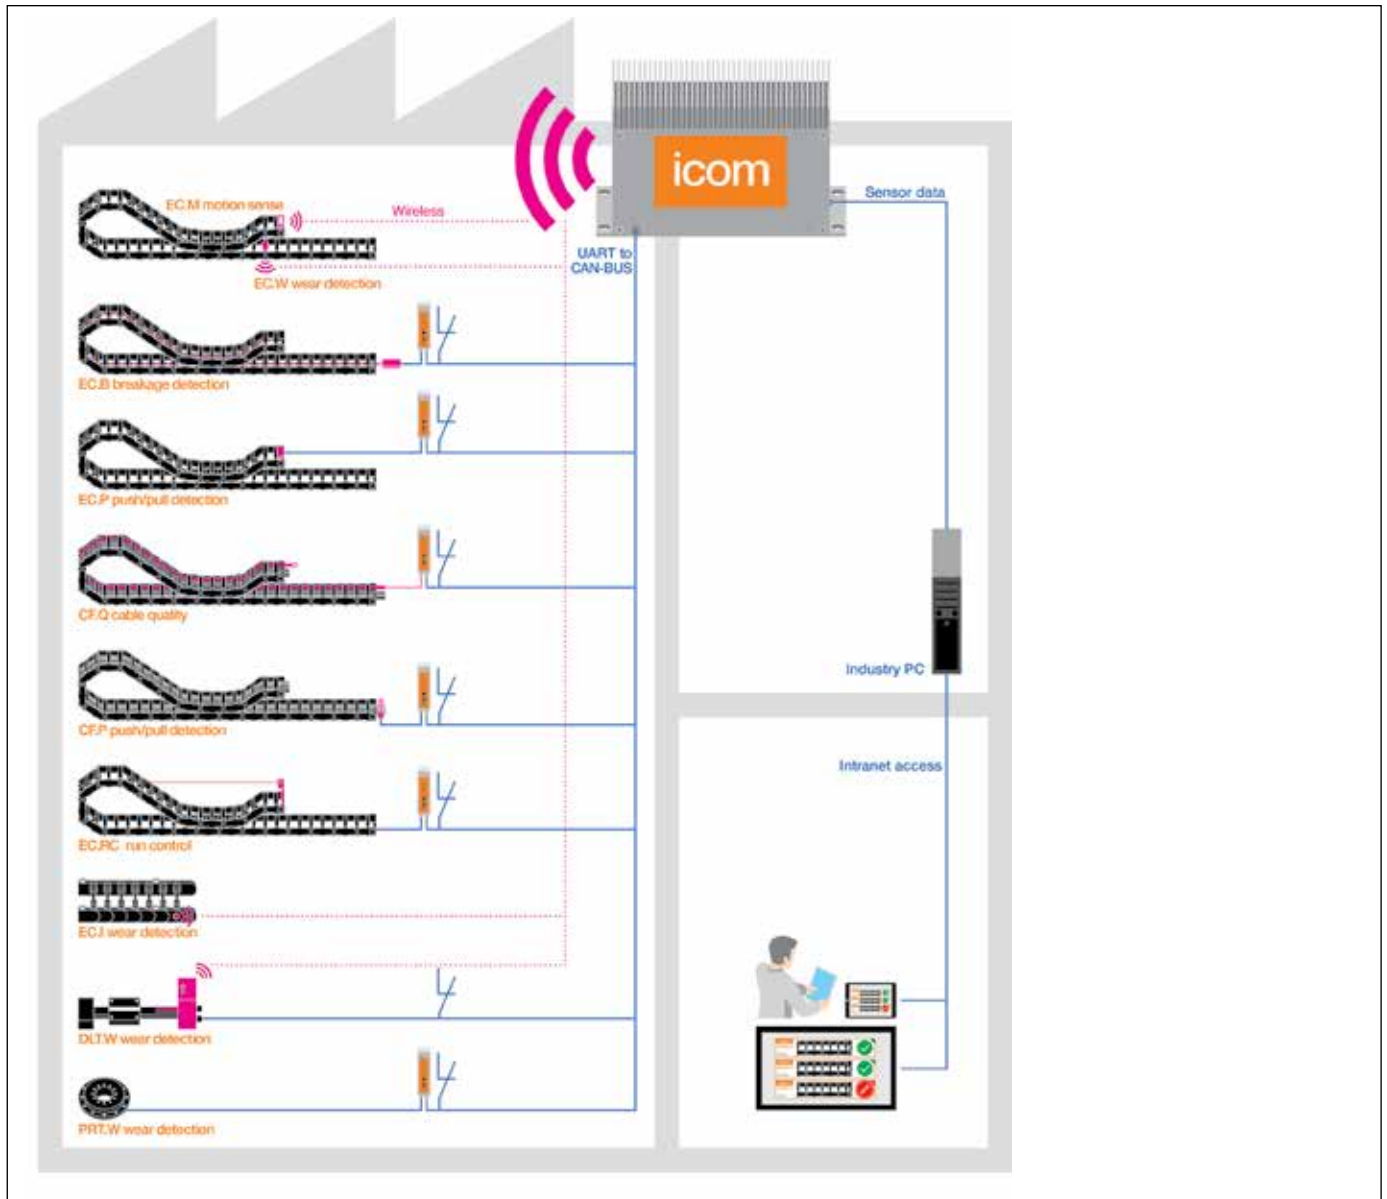 icom
Sensor data
EC.M motion sense
Wireless
UART to
CAN-BUS
EC.W wear detection
EC.B breakage detection
EC.P push/pull detection
CF.Q cable quality
Industry PC
CF.P push/pull detection
Intranet access
EC.RC run control
EC.I wear detection
DLT.W wear detection
PRT.W wear detection